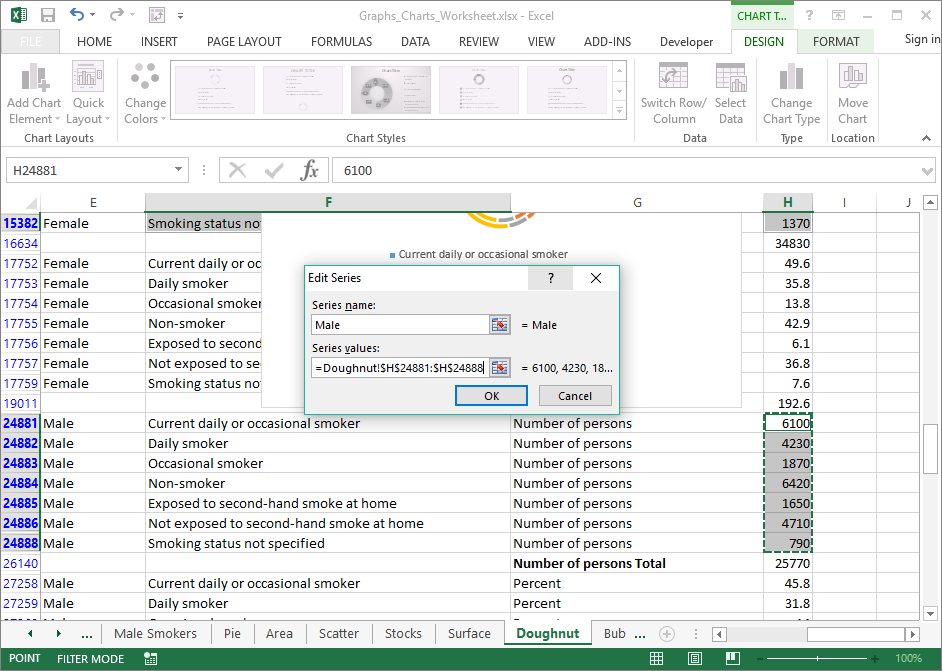 Graphs_Charts_Worksheet.xlsx - Excel
CHART T...
?
FILE
HOME
INSERT
PAGE LAYOUT
FORMULAS
DATA
REVIEW
VIEW
ADD-INS
Developer
DESIGN
FORMAT
Sign in
Add Chart Element
Quick Layout
Change Colors
Switch Row/ Column
Select Data
Change Chart Type
Move Chart
Chart Layouts
Chart Styles
Data
Type
Location
H24881
fx
6100
E F G H I J
15382 Female Smoking status no 1370
16634 34830
17752 Female Current daily or oc 49.6
17753 Female Daily smoker 35.8
17754 Female Occasional smoker 13.8
17755 Female Non-smoker 42.9
17756 Female Exposed to second 6.1
17757 Female Not exposed to se 36.8
17759 Female Smoking status no 7.6
19011 192.6
24881 Male Current daily or occasional smoker Number of persons 6100
24882 Male Daily smoker Number of persons 4230
24883 Male Occasional smoker Number of persons 1870
24884 Male Non-smoker Number of persons 6420
24885 Male Exposed to second-hand smoke at home Number of persons 1650
24886 Male Not exposed to second-hand smoke at home Number of persons 4710
24888 Male Smoking status not specified Number of persons 790
26140 Number of persons Total 25770
27258 Male Current daily or occasional smoker Percent 45.8
27259 Male Daily smoker Percent 31.8
Current daily or occasional smoker
Edit Series
?
Series name:
Male
= Male
Series values:
=Doughnut!$H$24881:$H$24888
= 6100, 4230, 18...
OK
Cancel
...
Male Smokers
Pie
Area
Scatter
Stocks
Surface
Doughnut
Bub ...
POINT
FILTER MODE
100%